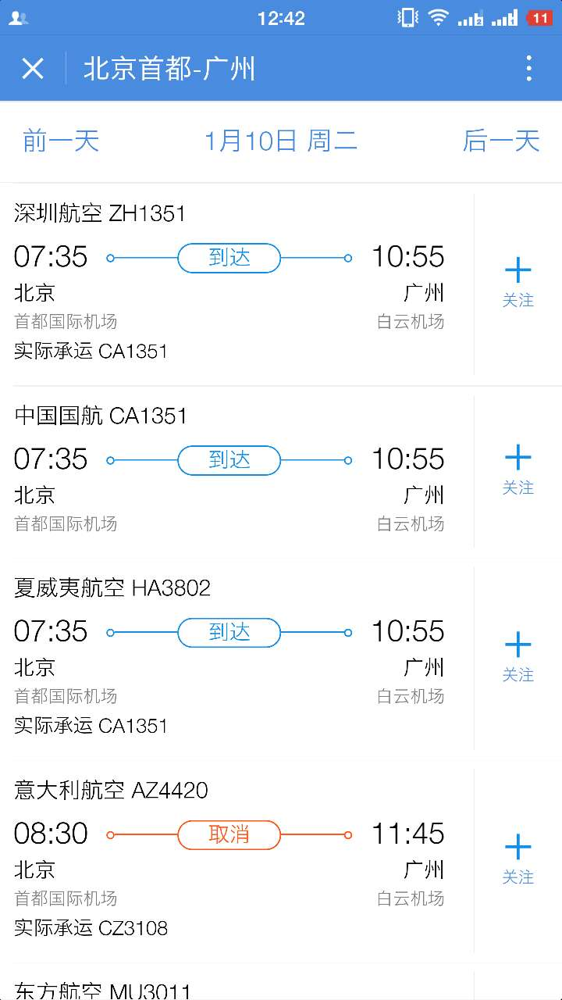 12:42
2
11
北京首都-广州
前一天 1月10日 周二 后一天
深圳航空 ZH1351
07:35 到达 10:55
北京 广州
首都国际机场 白云机场
实际承运 CA1351
关注
中国国航 CA1351
07:35 到达 10:55
北京 广州
首都国际机场 白云机场
关注
夏威夷航空 HA3802
07:35 到达 10:55
北京 广州
首都国际机场 白云机场
实际承运 CA1351
关注
意大利航空 AZ4420
08:30 取消 11:45
北京 广州
首都国际机场 白云机场
实际承运 CZ3108
关注
东方航空 MU3011